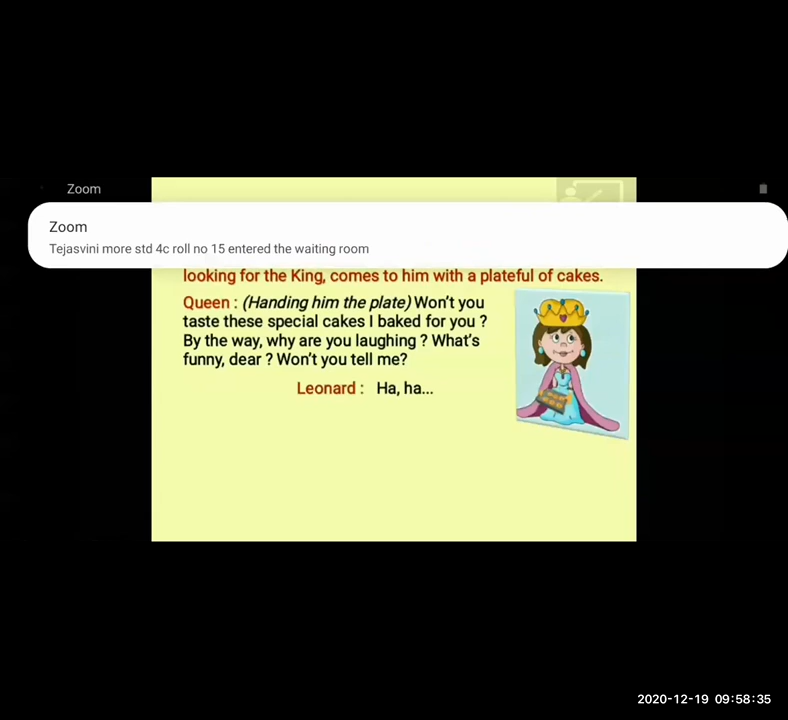 Zoom
Zoom
Tejasvini more std 4c roll no 15 entered the waiting room
looking for the King, comes to him with a plateful of cakes.
Queen : (Handing him the plate) Won't you
taste these special cakes I baked for you ?
By the way, why are you laughing ? What's
funny, dear ? Won't you tell me?
Leonard : Ha, ha...
2020-12-19 09:58:35